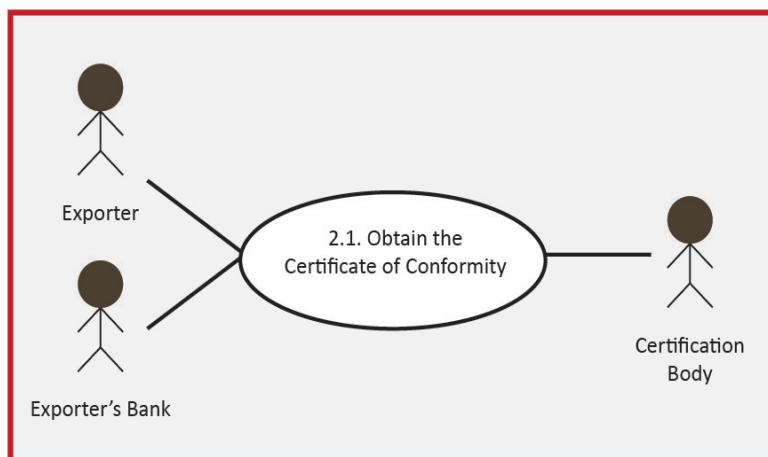 Exporter
2.1. Obtain the
Certificate of Conformity
Exporter’s Bank
Certification
Body